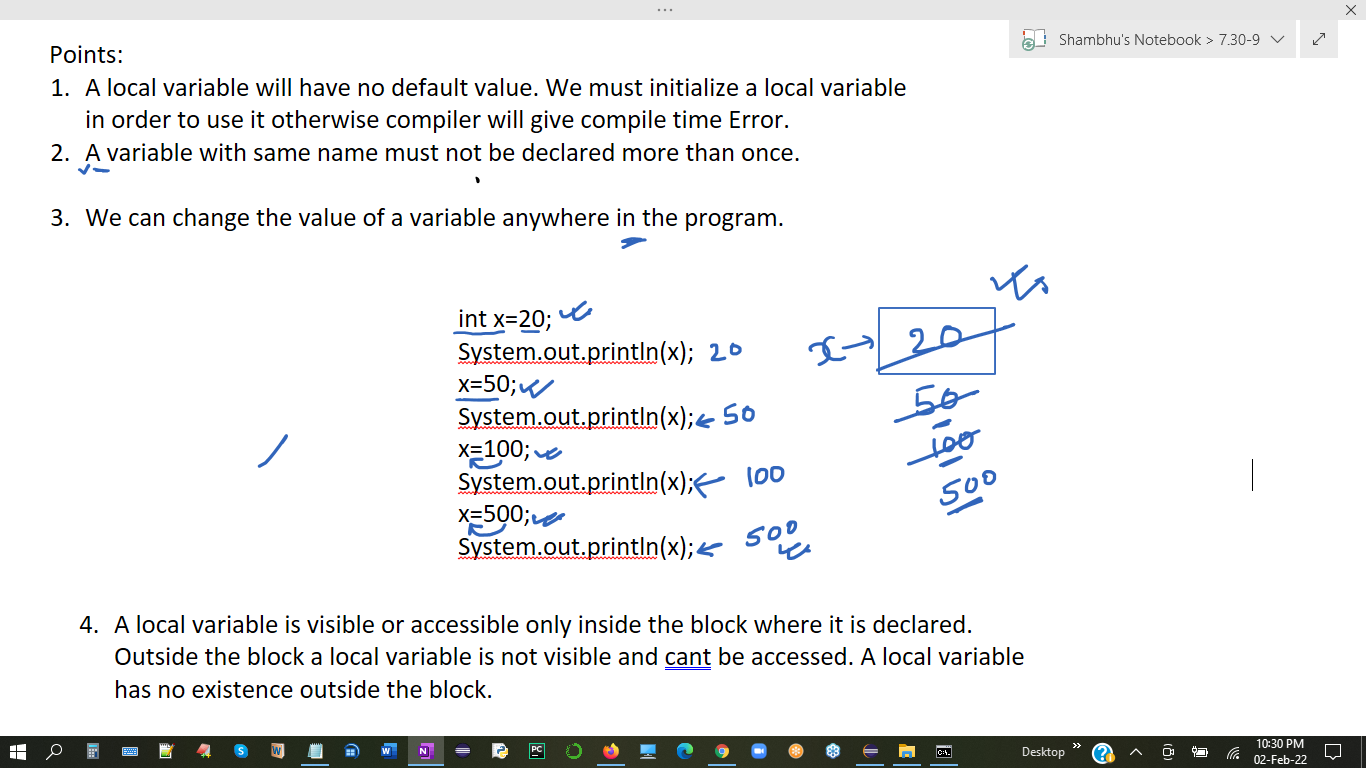 Shambhu's Notebook > 7.30-9
Points:
1. A local variable will have no default value. We must initialize a local variable
in order to use it otherwise compiler will give compile time Error.
2. A variable with same name must not be declared more than once.
3. We can change the value of a variable anywhere in the program.
int x=20;
System.out.println(x); 20
x=50;
System.out.println(x); 50
x=100;
System.out.println(x); 100
x=500;
System.out.println(x); 500
x → 20
50
100
500
4. A local variable is visible or accessible only inside the block where it is declared.
Outside the block a local variable is not visible and cant be accessed. A local variable
has no existence outside the block.
Desktop
10:30 PM
02-Feb-22